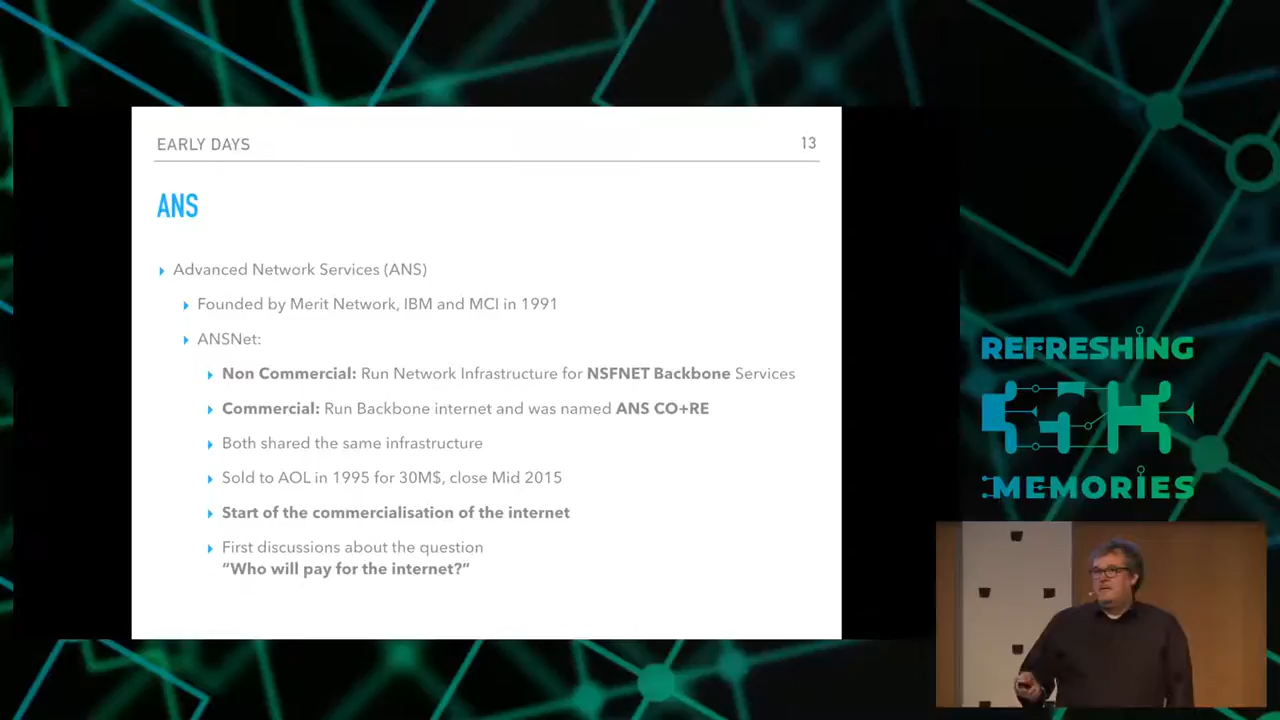 EARLY DAYS
13
ANS
Advanced Network Services (ANS)
Founded by Merit Network, IBM and MCI in 1991
ANSNet:
Non Commercial: Run Network Infrastructure for NSFNET Backbone Services
Commercial: Run Backbone internet and was named ANS CO+RE
Both shared the same infrastructure
Sold to AOL in 1995 for 30M$, close Mid 2015
Start of the commercialisation of the internet
First discussions about the question
“Who will pay for the internet?“
REFRESHING
MEMORIES